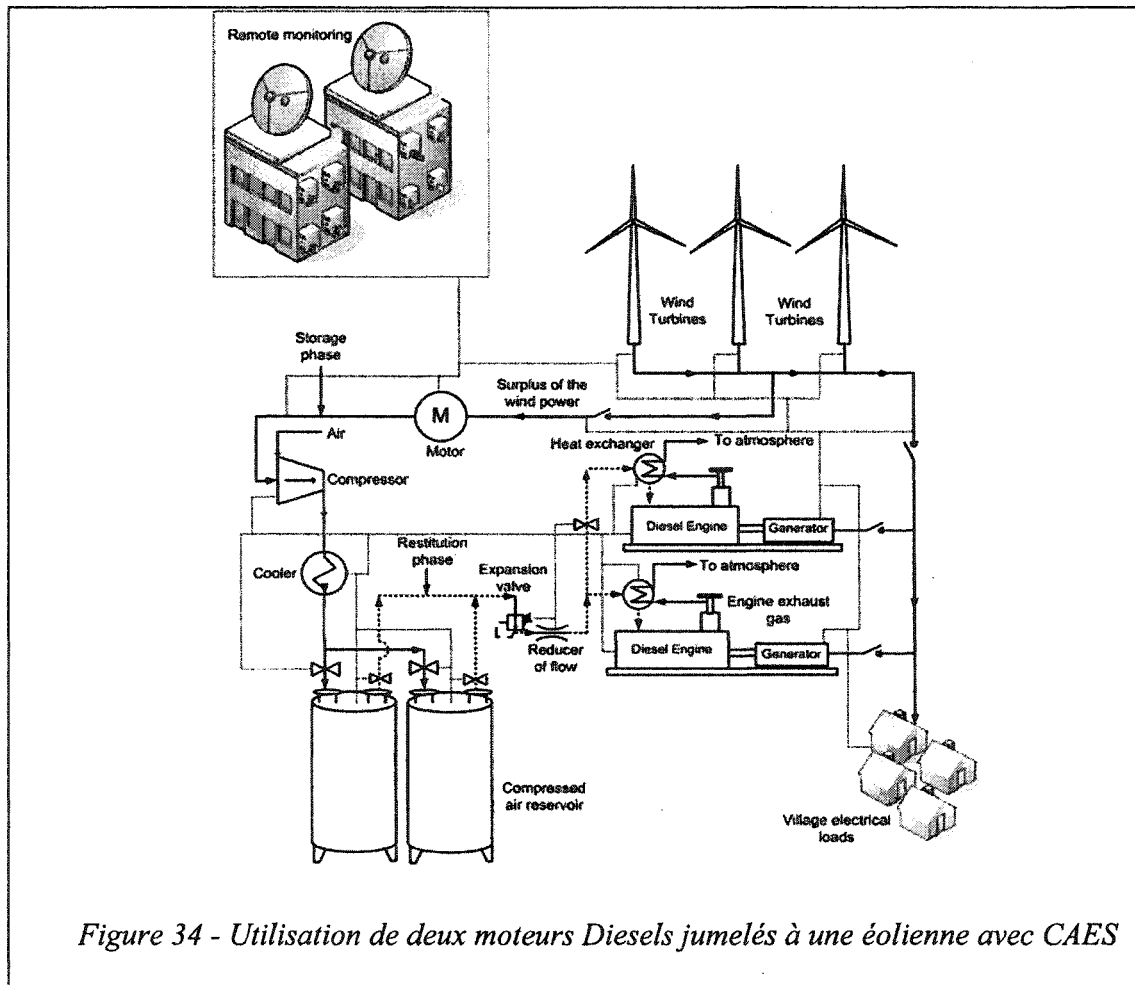 Remote monitoring
Wind
Turbines
Wind
Turbines
Storage
phase
Surplus of the
wind power
M
Motor
Air
Compressor
Heat exchanger
To atmosphere
Diesel Engine
Generator
Cooler
Restitution
phase
Expansion
valve
To atmosphere
Engine exhaust
gas
Reducer
of flow
Diesel Engine
Generator
Compressed
air reservoir
Village electrical
loads
Figure 34 - Utilisation de deux moteurs Diesels jumelés à une éolienne avec CAES